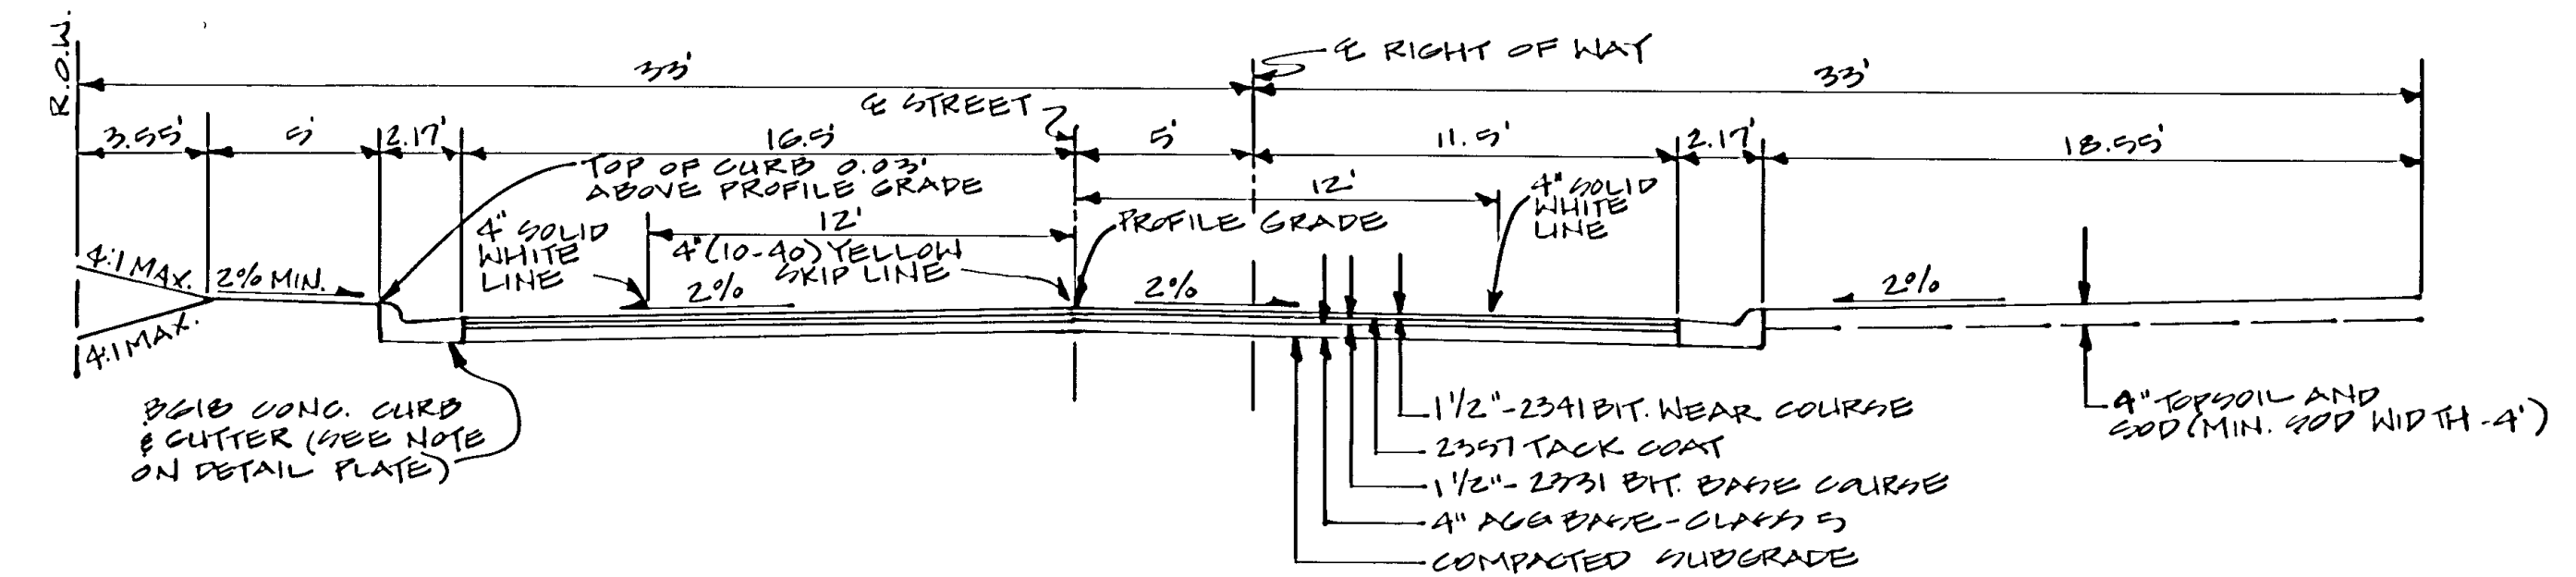 R.O.W.
℄ RIGHT OF WAY
33'
33'
℄ STREET
3.55'
5'
2.17'
16.5'
5'
11.5'
2.17'
18.55'
TOP OF CURB 0.03'
ABOVE PROFILE GRADE
12'
12'
4" SOLID
WHITE
LINE
4" SOLID
WHITE
LINE
PROFILE GRADE
4" (10-40) YELLOW
SKIP LINE
4:1 MAX.
2% MIN.
2%
2%
2%
4:1 MAX.
B618 CONC. CURB
& GUTTER (SEE NOTE
ON DETAIL PLATE)
1 1/2"-2341 BIT. WEAR COURSE
2357 TACK COAT
1 1/2"-2331 BIT. BASE COURSE
4" AGG BASE-CLASS 5
COMPACTED SUBGRADE
4" TOPSOIL AND
SOD (MIN. SOD WIDTH-4')